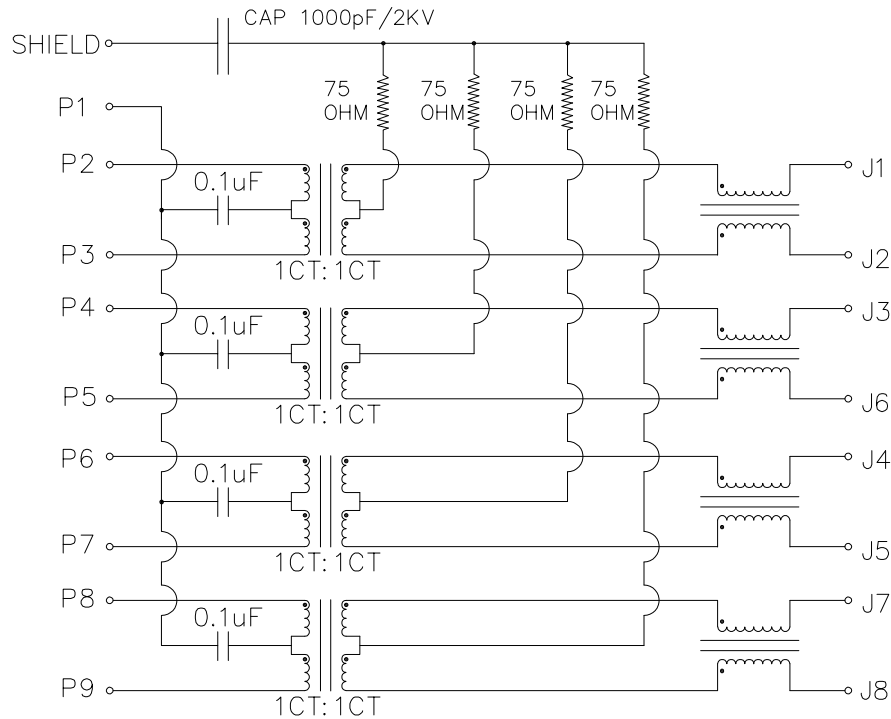 CAP 1000pF/2KV
SHIELD
75 OHM
75 OHM
75 OHM
75 OHM
P1
P2
0.1uF
J1
P3
1CT:1CT
J2
P4
0.1uF
J3
P5
1CT:1CT
J6
P6
0.1uF
J4
P7
1CT:1CT
J5
P8
0.1uF
J7
P9
1CT:1CT
J8